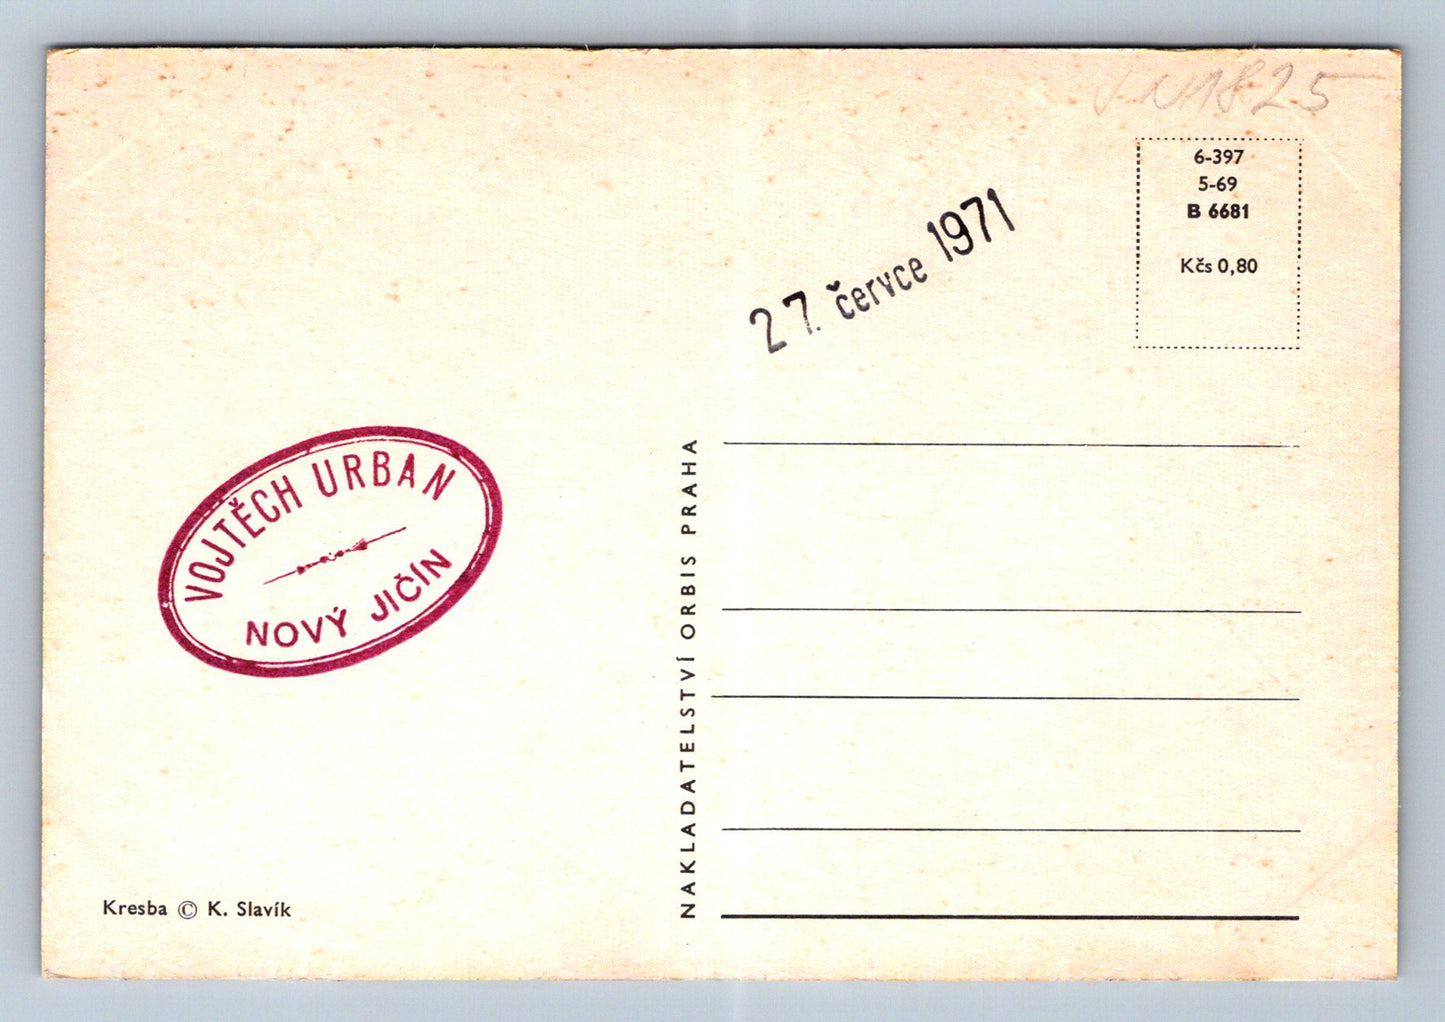 1825
6-397
5-69
B 6681
Kčs 0,80
27. července 1971
VOJTĚCH URBAN
NOVÝ JIČÍN
NAKLADATELSTVÍ ORBIS PRAHA
Kresba © K. Slavík